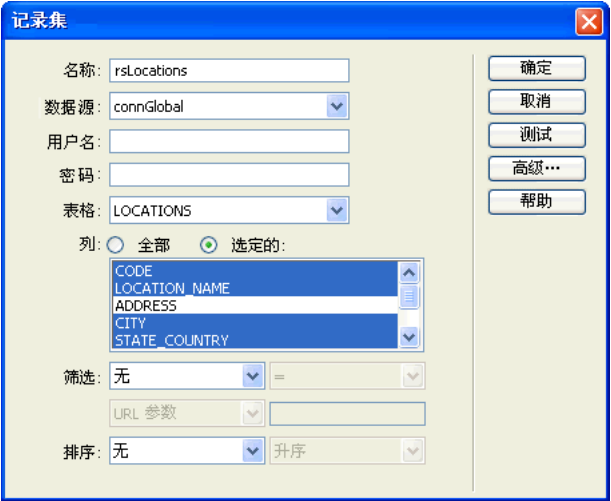 记录集
名称: rsLocations
确定
数据源: connGlobal
取消
用户名:
测试
密码:
高级…
表格: LOCATIONS
帮助
列: 全部 选定的:
CODE
LOCATION_NAME
ADDRESS
CITY
STATE_COUNTRY
筛选: 无 =
URL 参数
排序: 无 升序